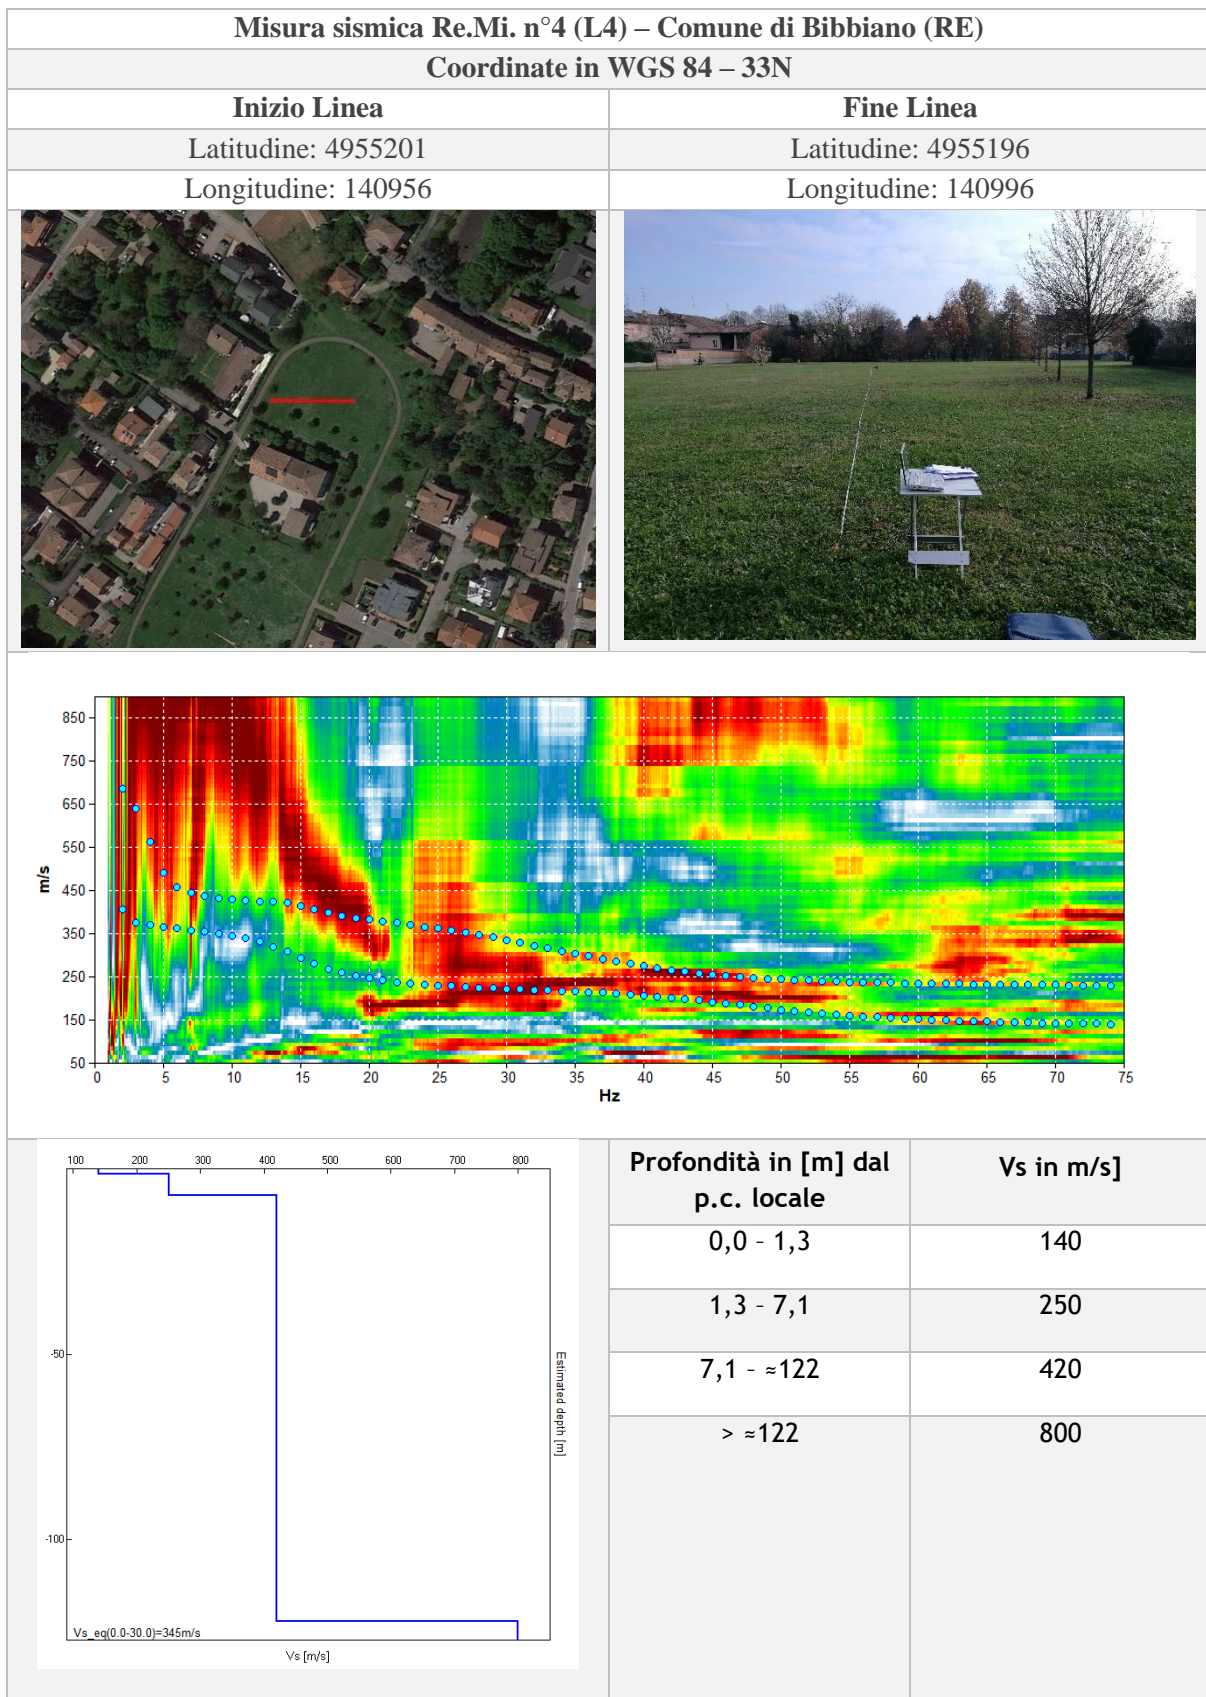 Misura sismica Re.Mi. n°4 (L4) – Comune di Bibbiano (RE)
Coordinate in WGS 84 – 33N
Inizio Linea
Fine Linea
Latitudine: 4955201
Latitudine: 4955196
Longitudine: 140956
Longitudine: 140996
850
750
650
550
450
350
250
150
50
m/s
0 5 10 15 20 25 30 35 40 45 50 55 60 65 70 75
Hz
100 200 300 400 500 600 700 800
-50
-100
Estimated depth [m]
Vs_eq(0.0-30.0)=345m/s
Vs [m/s]
Profondità in [m] dal
p.c. locale
Vs in m/s]
0,0 – 1,3
140
1,3 – 7,1
250
7,1 – ≈122
420
> ≈122
800